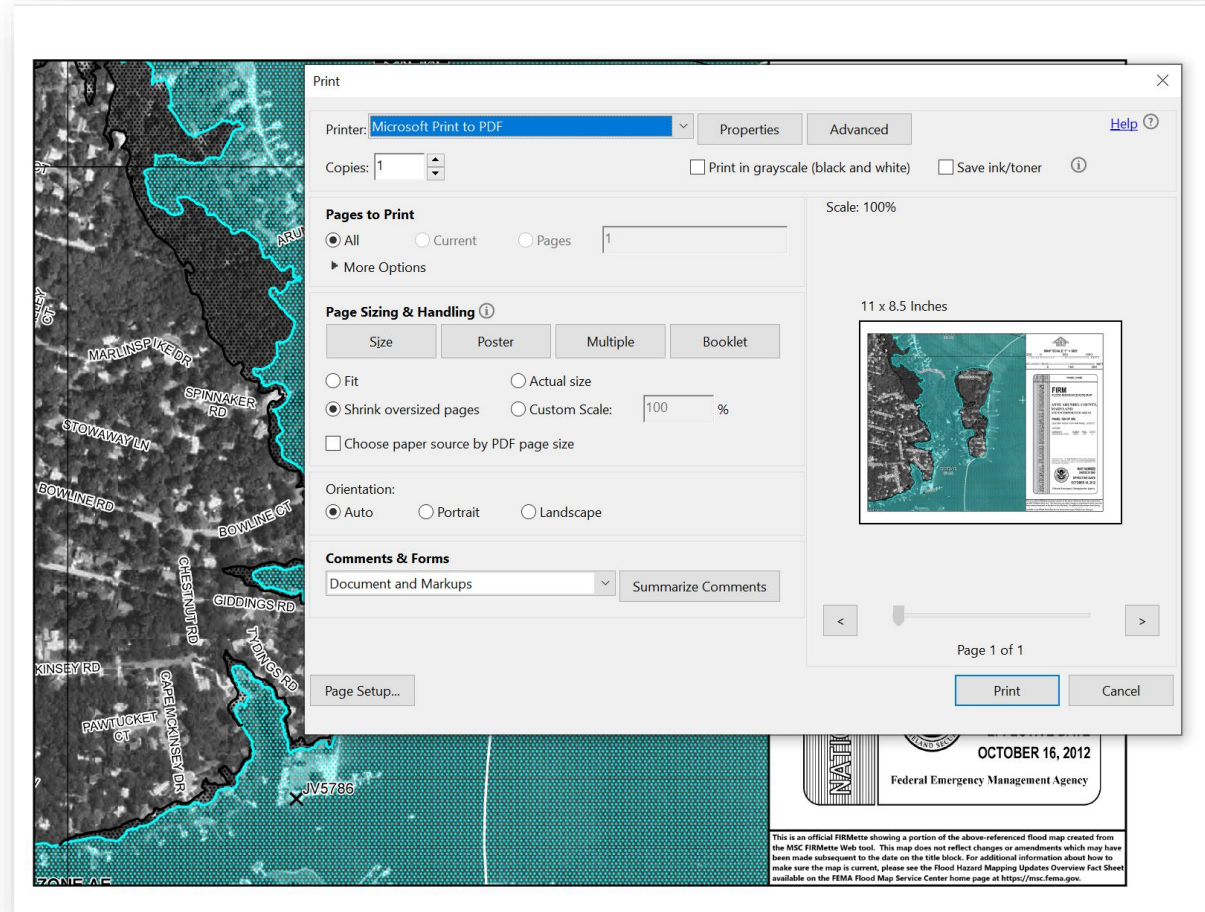 Print
Printer: Microsoft Print to PDF Properties Advanced Help
Copies: 1 Print in grayscale (black and white) Save ink/toner
Pages to Print
All Current Pages 1
More Options
Page Sizing & Handling
Size Poster Multiple Booklet
Fit Actual size
Shrink oversized pages Custom Scale: 100 %
Choose paper source by PDF page size
Orientation:
Auto Portrait Landscape
Comments & Forms
Document and Markups Summarize Comments
Page Setup...
Scale: 100%
11 x 8.5 Inches
FIRM
< >
Page 1 of 1
Print Cancel
CT
MARLINSPIKE DR
SPINNAKER
RD
STOWAWAY LN
BOWLINE RD
BOWLINE CT
CHESTNUT RD
GIDDINGS RD
TYDINGS RD
KINSEY RD
CAPE MCKINSEY DR
PAWTUCKET
CT
JV5786
ZONE AE
OCTOBER 16, 2012
Federal Emergency Management Agency
This is an official FIRMette showing a portion of the above-referenced flood map created from
the MSC FIRMette Web tool. This map does not reflect changes or amendments which may have
been made subsequent to the date on the title block. For additional information about how to
make sure the map is current, please see the Flood Hazard Mapping Updates Overview Fact Sheet
available on the FEMA Flood Map Service Center home page at https://msc.fema.gov.